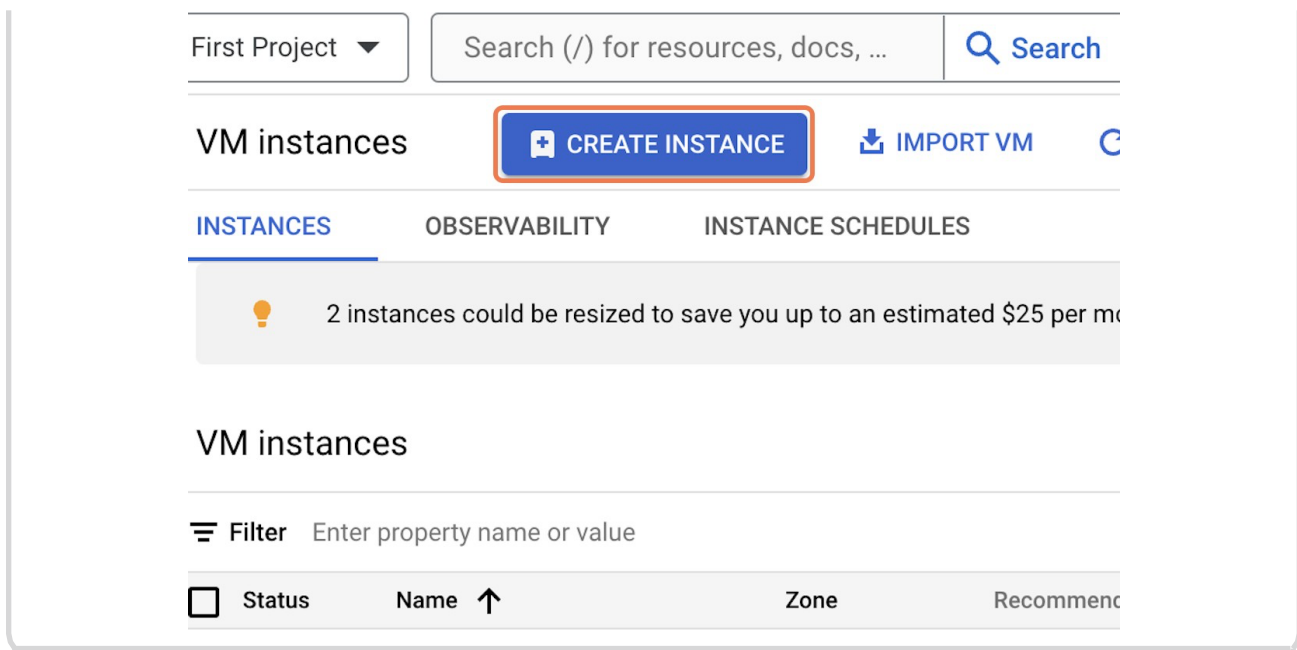 First Project Search (/) for resources, docs, ... Search
VM instances CREATE INSTANCE IMPORT VM
INSTANCES OBSERVABILITY INSTANCE SCHEDULES
2 instances could be resized to save you up to an estimated $25 per
VM instances
Filter Enter property name or value
Status Name Zone